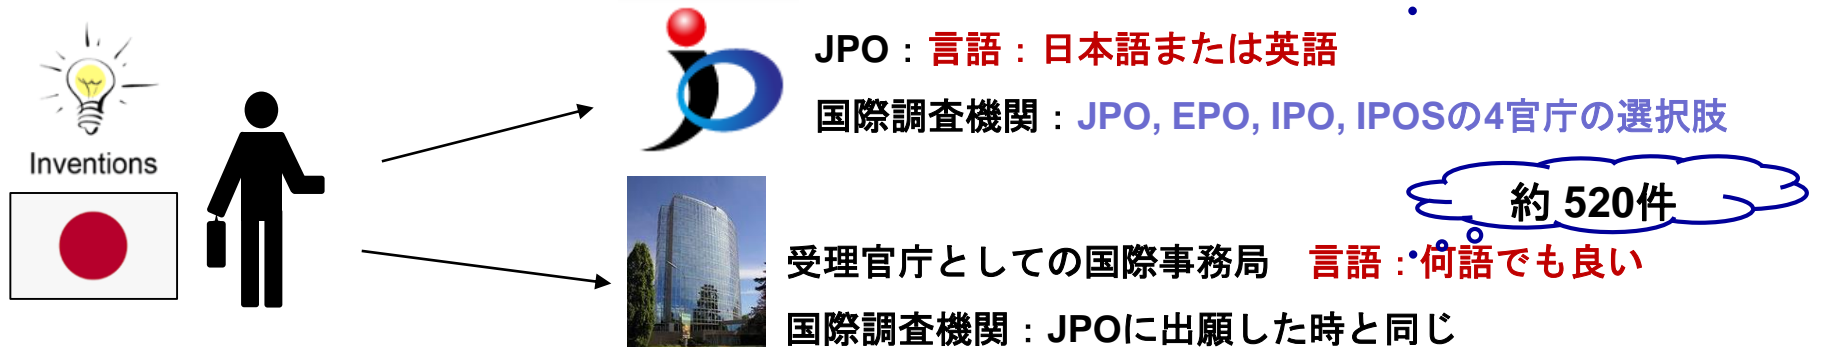 JPO：言語：日本語または英語
国際調査機関：JPO, EPO, IPO, IPOSの4官庁の選択肢
Inventions
約 520件
受理官庁としての国際事務局　言語：何語でも良い
国際調査機関：JPOに出願した時と同じ